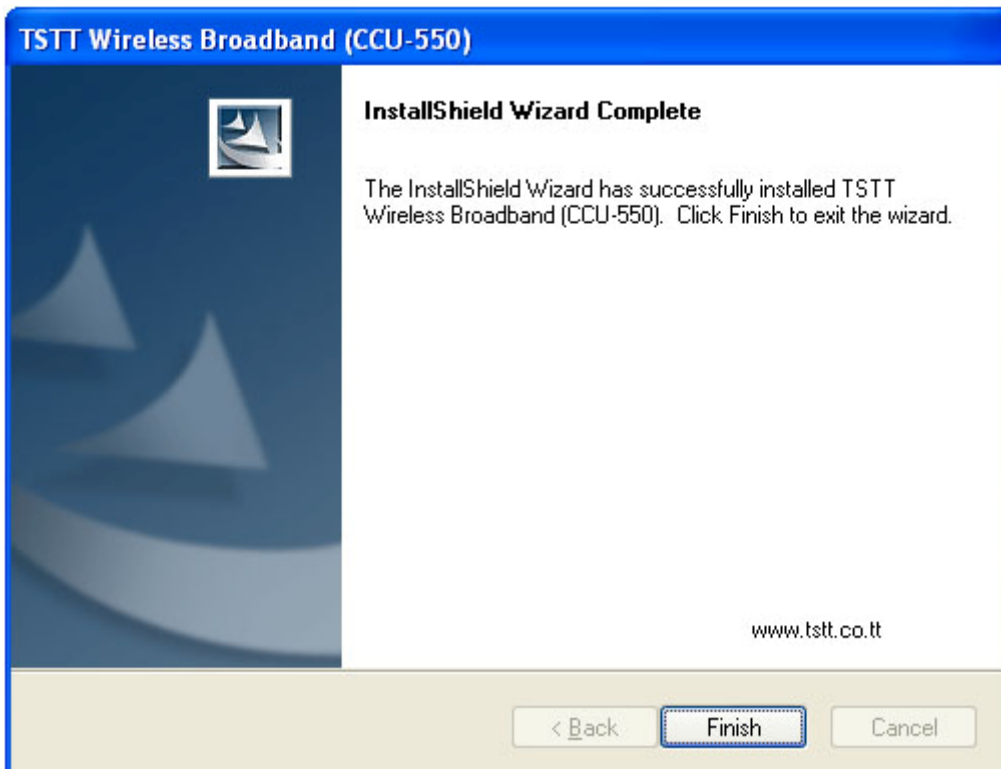 TSTT Wireless Broadband (CCU-550)
InstallShield Wizard Complete
The InstallShield Wizard has successfully installed TSTT
Wireless Broadband (CCU-550).  Click Finish to exit the wizard.
www.tstt.co.tt
< Back
Finish
Cancel